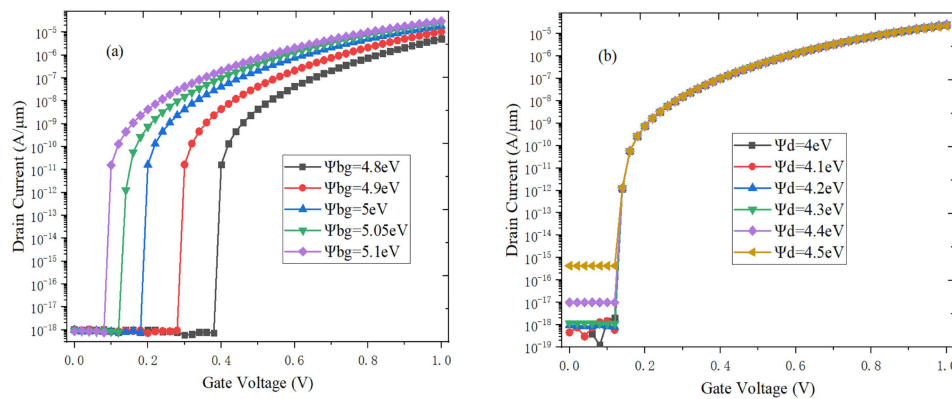 (a)
Drain Current (A/μm)
10⁻⁵
10⁻⁶
10⁻⁷
10⁻⁸
10⁻⁹
10⁻¹⁰
10⁻¹¹
10⁻¹²
10⁻¹³
10⁻¹⁴
10⁻¹⁵
10⁻¹⁶
10⁻¹⁷
10⁻¹⁸
Ψbg=4.8eV
Ψbg=4.9eV
Ψbg=5eV
Ψbg=5.05eV
Ψbg=5.1eV
0.0 0.2 0.4 0.6 0.8 1.0
Gate Voltage (V)
(b)
Drain Current (A/μm)
10⁻⁵
10⁻⁶
10⁻⁷
10⁻⁸
10⁻⁹
10⁻¹⁰
10⁻¹¹
10⁻¹²
10⁻¹³
10⁻¹⁴
10⁻¹⁵
10⁻¹⁶
10⁻¹⁷
10⁻¹⁸
10⁻¹⁹
Ψd=4eV
Ψd=4.1eV
Ψd=4.2eV
Ψd=4.3eV
Ψd=4.4eV
Ψd=4.5eV
0.0 0.2 0.4 0.6 0.8 1.0
Gate Voltage (V)